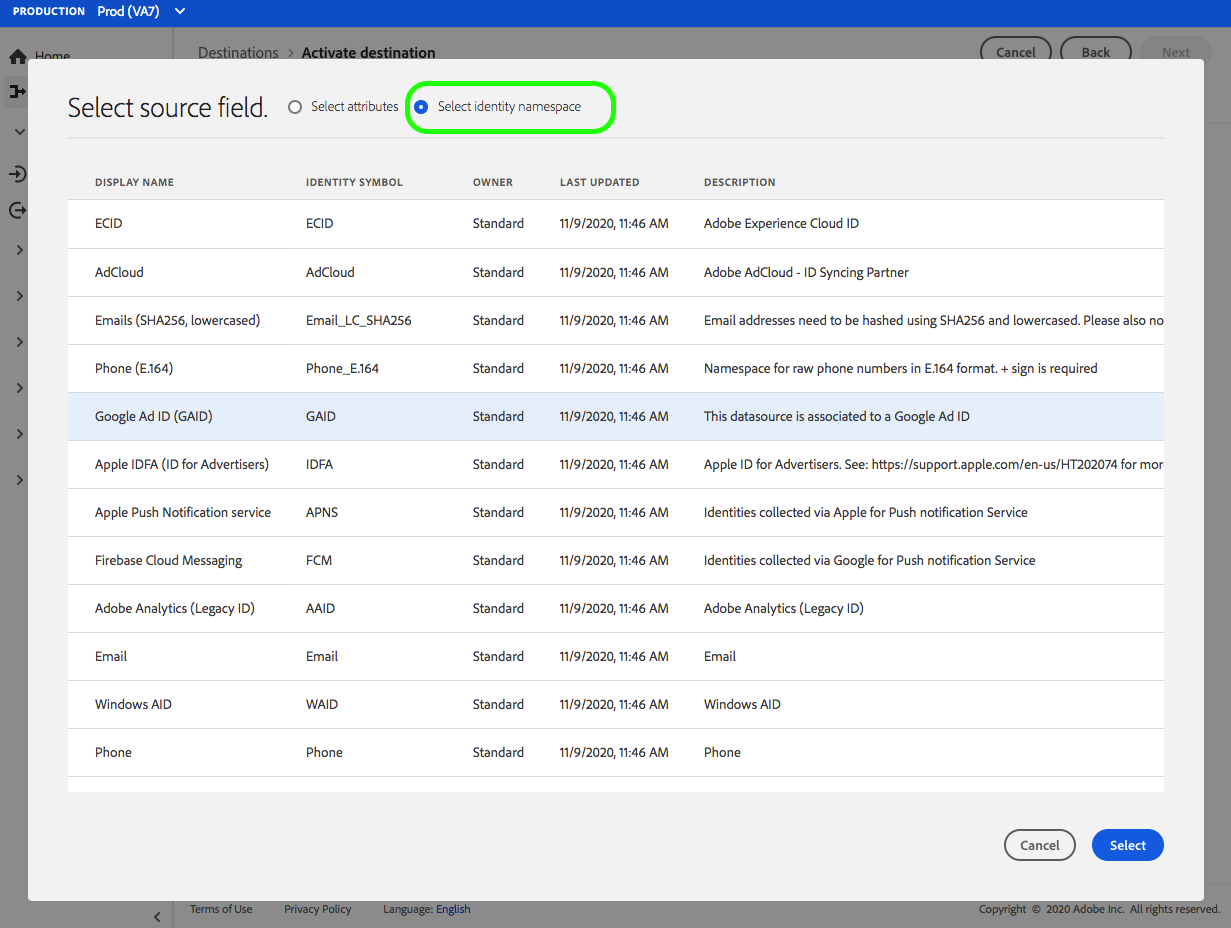 PRODUCTION Prod (VA7)
Home
Destinations > Activate destination
Cancel Back Next
Select source field. Select attributes Select identity namespace
DISPLAY NAME IDENTITY SYMBOL OWNER LAST UPDATED DESCRIPTION
ECID ECID Standard 11/9/2020, 11:46 AM Adobe Experience Cloud ID
AdCloud AdCloud Standard 11/9/2020, 11:46 AM Adobe AdCloud - ID Syncing Partner
Emails (SHA256, lowercased) Email_LC_SHA256 Standard 11/9/2020, 11:46 AM Email addresses need to be hashed using SHA256 and lowercased. Please also no
Phone (E.164) Phone_E.164 Standard 11/9/2020, 11:46 AM Namespace for raw phone numbers in E.164 format. + sign is required
Google Ad ID (GAID) GAID Standard 11/9/2020, 11:46 AM This datasource is associated to a Google Ad ID
Apple IDFA (ID for Advertisers) IDFA Standard 11/9/2020, 11:46 AM Apple ID for Advertisers. See: https://support.apple.com/en-us/HT202074 for mor
Apple Push Notification service APNS Standard 11/9/2020, 11:46 AM Identities collected via Apple for Push notification Service
Firebase Cloud Messaging FCM Standard 11/9/2020, 11:46 AM Identities collected via Google for Push notification Service
Adobe Analytics (Legacy ID) AAID Standard 11/9/2020, 11:46 AM Adobe Analytics (Legacy ID)
Email Email Standard 11/9/2020, 11:46 AM Email
Windows AID WAID Standard 11/9/2020, 11:46 AM Windows AID
Phone Phone Standard 11/9/2020, 11:46 AM Phone
Cancel Select
Terms of Use Privacy Policy Language: English Copyright © 2020 Adobe Inc. All rights reserved.